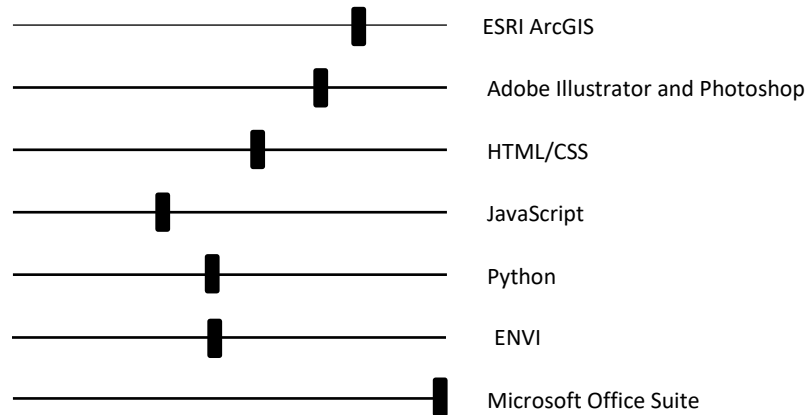 ESRI ArcGIS
Adobe Illustrator and Photoshop
HTML/CSS
JavaScript
Python
ENVI
Microsoft Office Suite